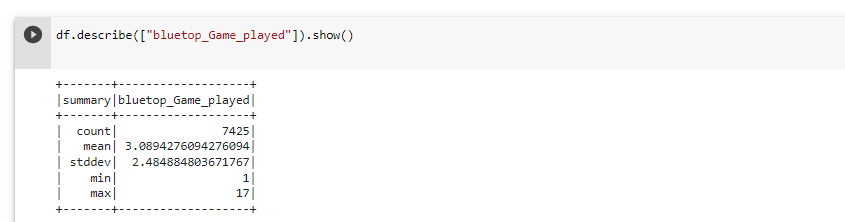 df.describe(["bluetop_Game_played"]).show()
+-------+------------------+
|summary|bluetop_Game_played|
+-------+------------------+
|  count|              7425|
|   mean| 3.0894276094276094|
| stddev|  2.484884803671767|
|    min|                 1|
|    max|                17|
+-------+------------------+